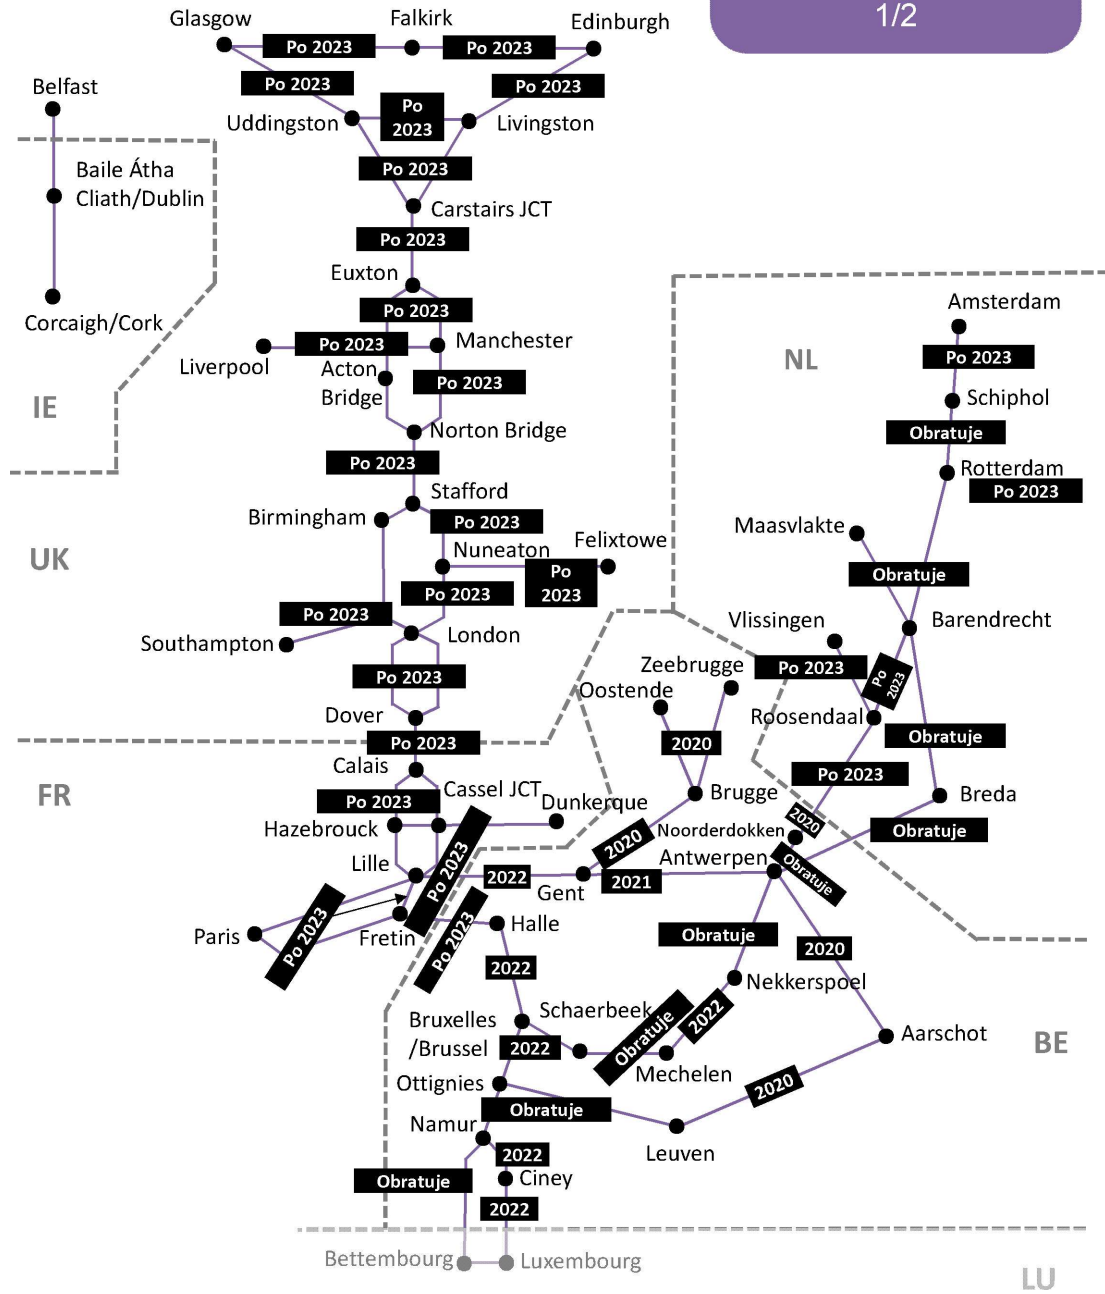 1/2
Glasgow
Falkirk
Edinburgh
Po 2023
Po 2023
Po 2023
Po 2023
Belfast
Po
2023
Uddingston
Livingston
Baile Átha
Cliath/Dublin
Po 2023
Carstairs JCT
Po 2023
Euxton
Corcaigh/Cork
Po 2023
Liverpool
Po 2023
Manchester
Acton
Bridge
Po 2023
IE
Norton Bridge
Po 2023
Stafford
Birmingham
Po 2023
UK
Nuneaton
Felixtowe
Po
2023
Po 2023
Po 2023
Southampton
London
Po 2023
Dover
Po 2023
NL
Amsterdam
Po 2023
Schiphol
Obratuje
Rotterdam
Po 2023
Maasvlakte
Obratuje
Vlissingen
Barendrecht
Po 2023
Po
2023
Zeebrugge
Oostende
Roosendaal
2020
Obratuje
Po 2023
Brugge
Breda
FR
Calais
Cassel JCT
Po 2023
Dunkerque
Hazebrouck
Po 2023
Lille
2020
Noorderdokken
2020
Obratuje
Antwerpen
Obratuje
2022
Gent
2021
Paris
Po 2023
Fretin
Po 2023
Halle
Obratuje
2020
2022
Nekkerspoel
Bruxelles
/Brussel
Schaerbeek
Obratuje
2022
2022
Mechelen
Aarschot
BE
Ottignies
2020
Obratuje
Namur
Leuven
2022
Obratuje
Ciney
2022
Bettembourg
Luxembourg
LU